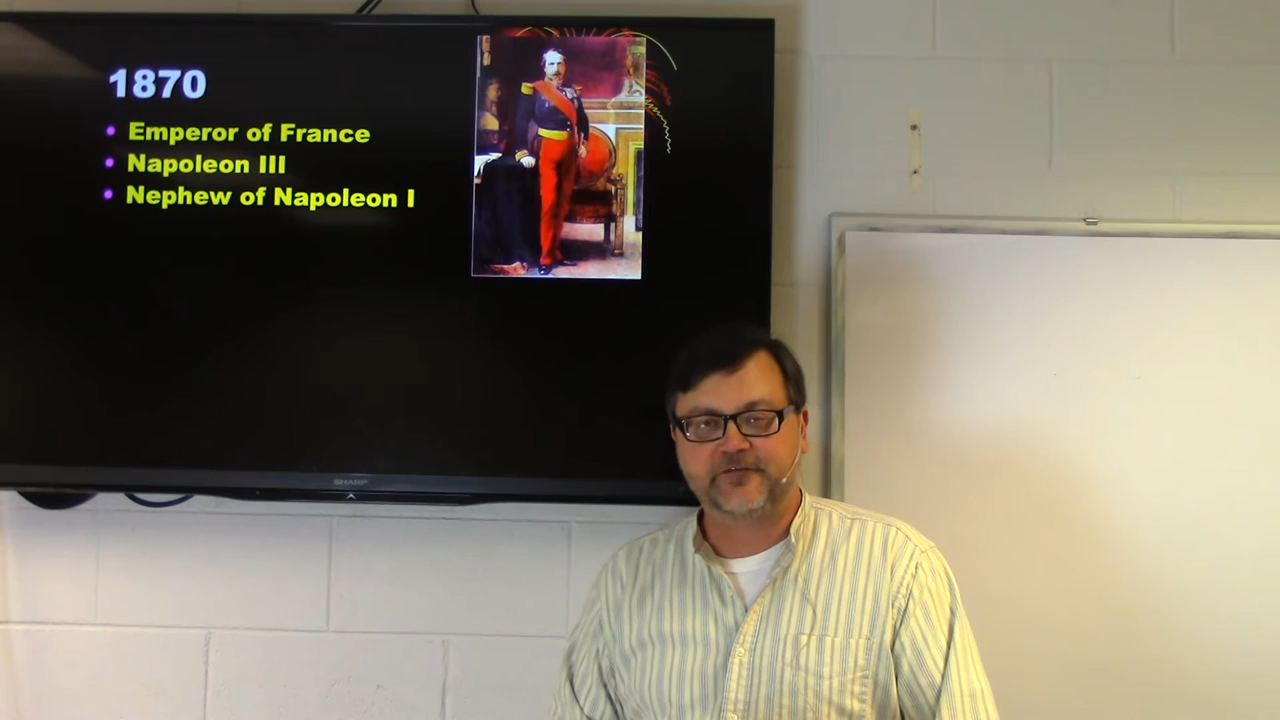 1870
• Emperor of France
• Napoleon III
• Nephew of Napoleon I
SHARP